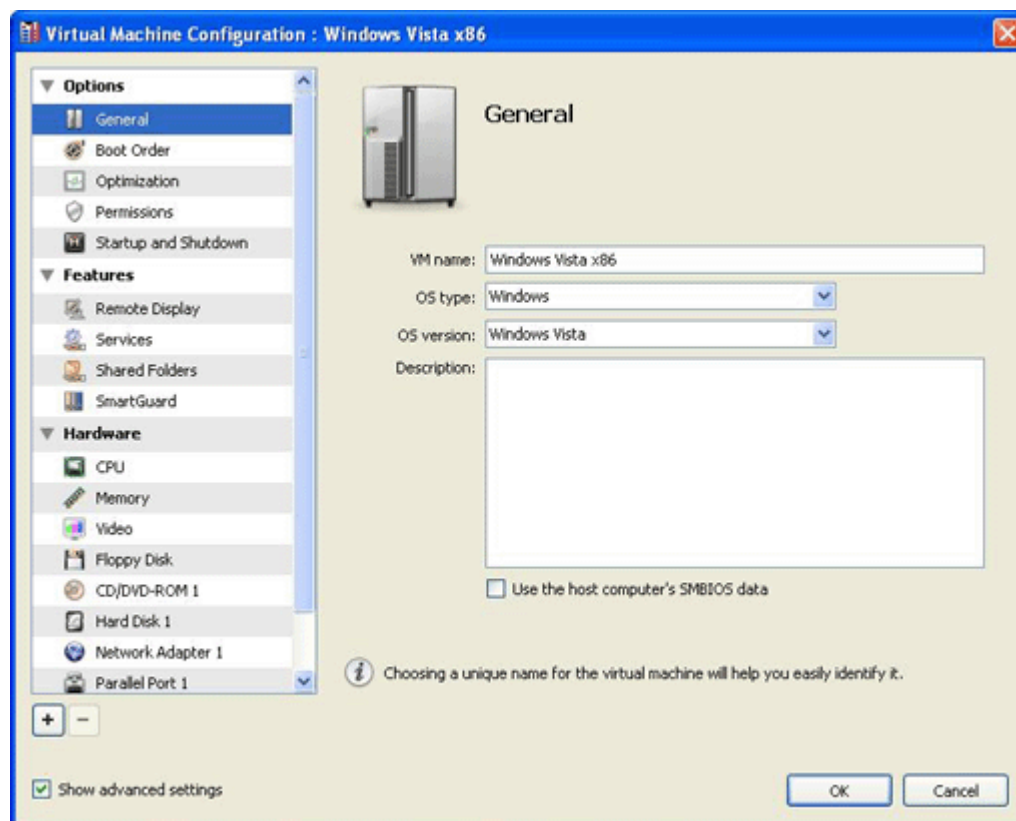 Virtual Machine Configuration : Windows Vista x86
Options
General
Boot Order
Optimization
Permissions
Startup and Shutdown
Features
Remote Display
Services
Shared Folders
SmartGuard
Hardware
CPU
Memory
Video
Floppy Disk
CD/DVD-ROM 1
Hard Disk 1
Network Adapter 1
Parallel Port 1
+ −
Show advanced settings
General
VM name: Windows Vista x86
OS type: Windows
OS version: Windows Vista
Description:
Use the host computer's SMBIOS data
Choosing a unique name for the virtual machine will help you easily identify it.
OK Cancel